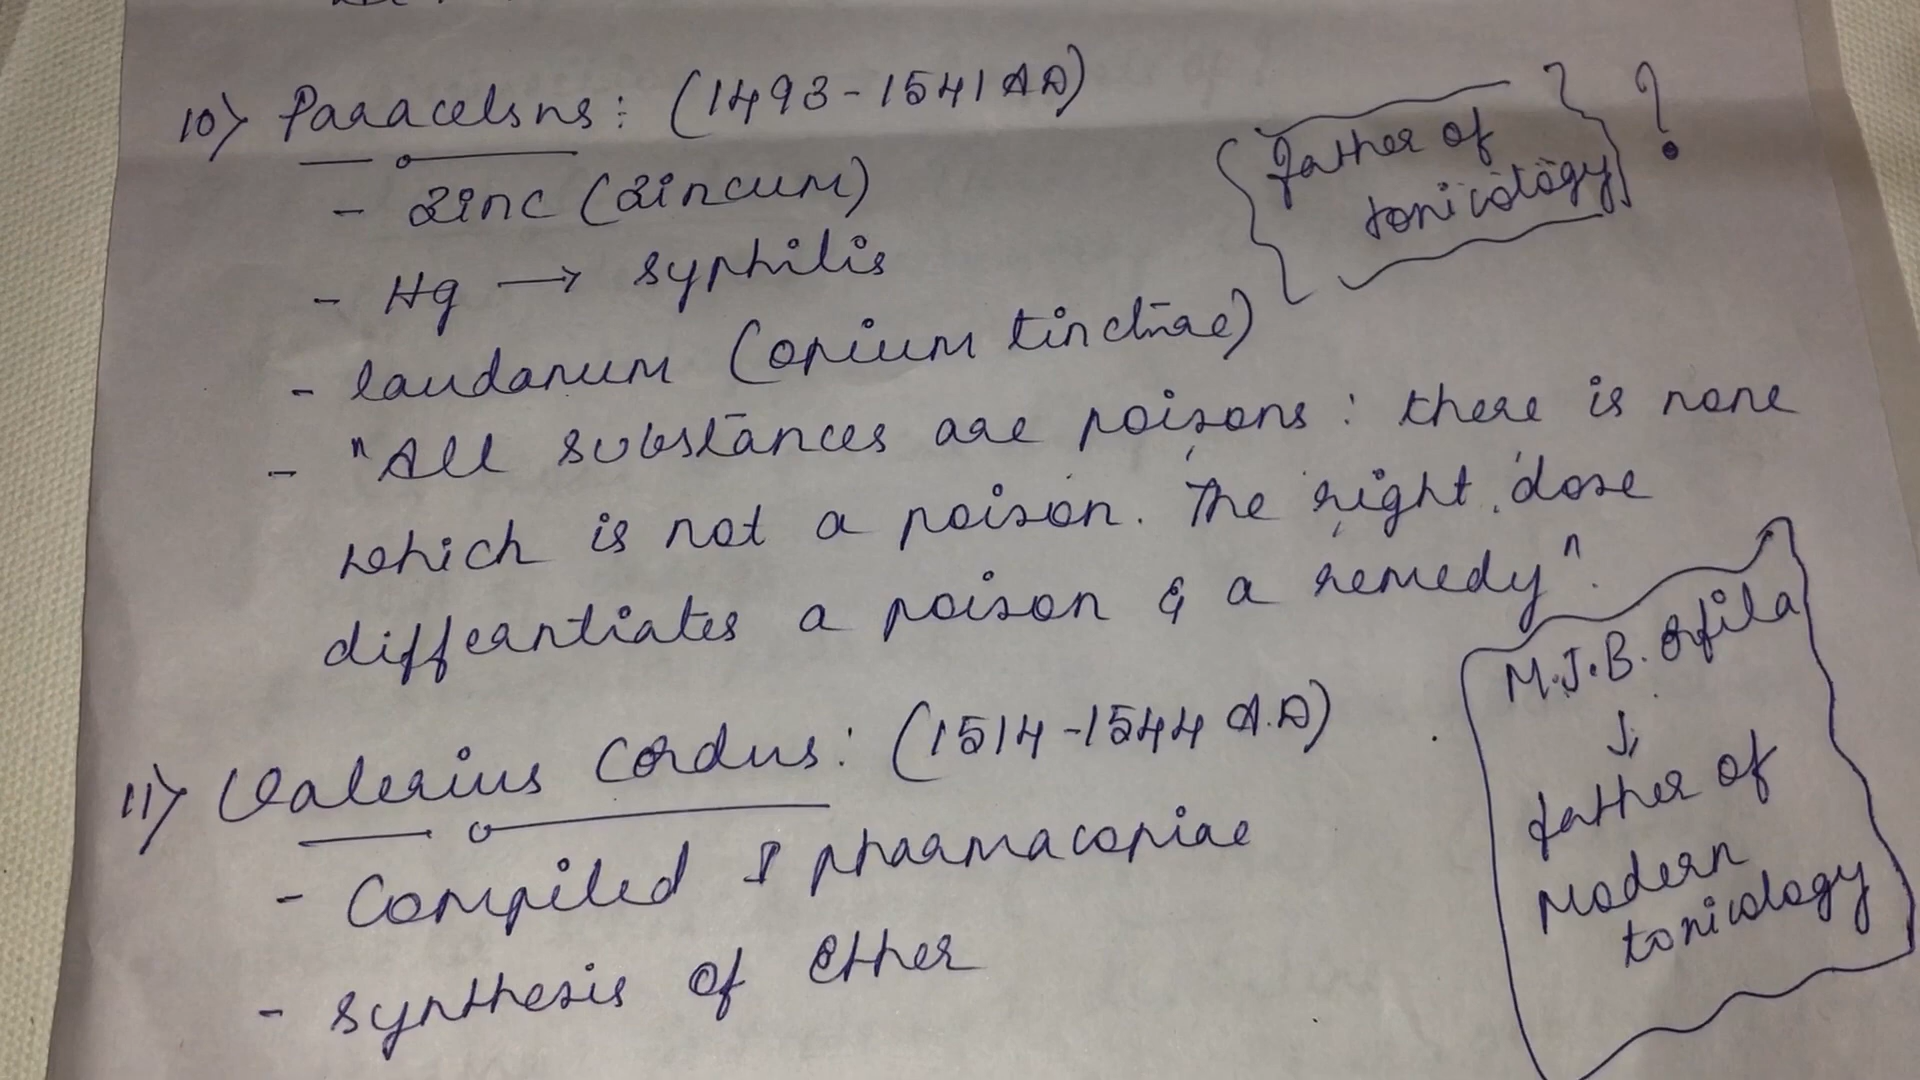 10) Paracelsus: (1493-1541 AD)
Father of
toxicology ?
- Zinc (Zincum)
- Hg → syphilis
- laudanum (opium tincturae)
- "All substances are poisons: there is none
which is not a poison. The right dose
differentiates a poison & a remedy".
M.J.B. Orfila
↓
father of
Modern
toxicology
11) Valerius Cordus: (1514-1544 A.D)
- Compiled I pharmacopiae
- synthesis of Ether